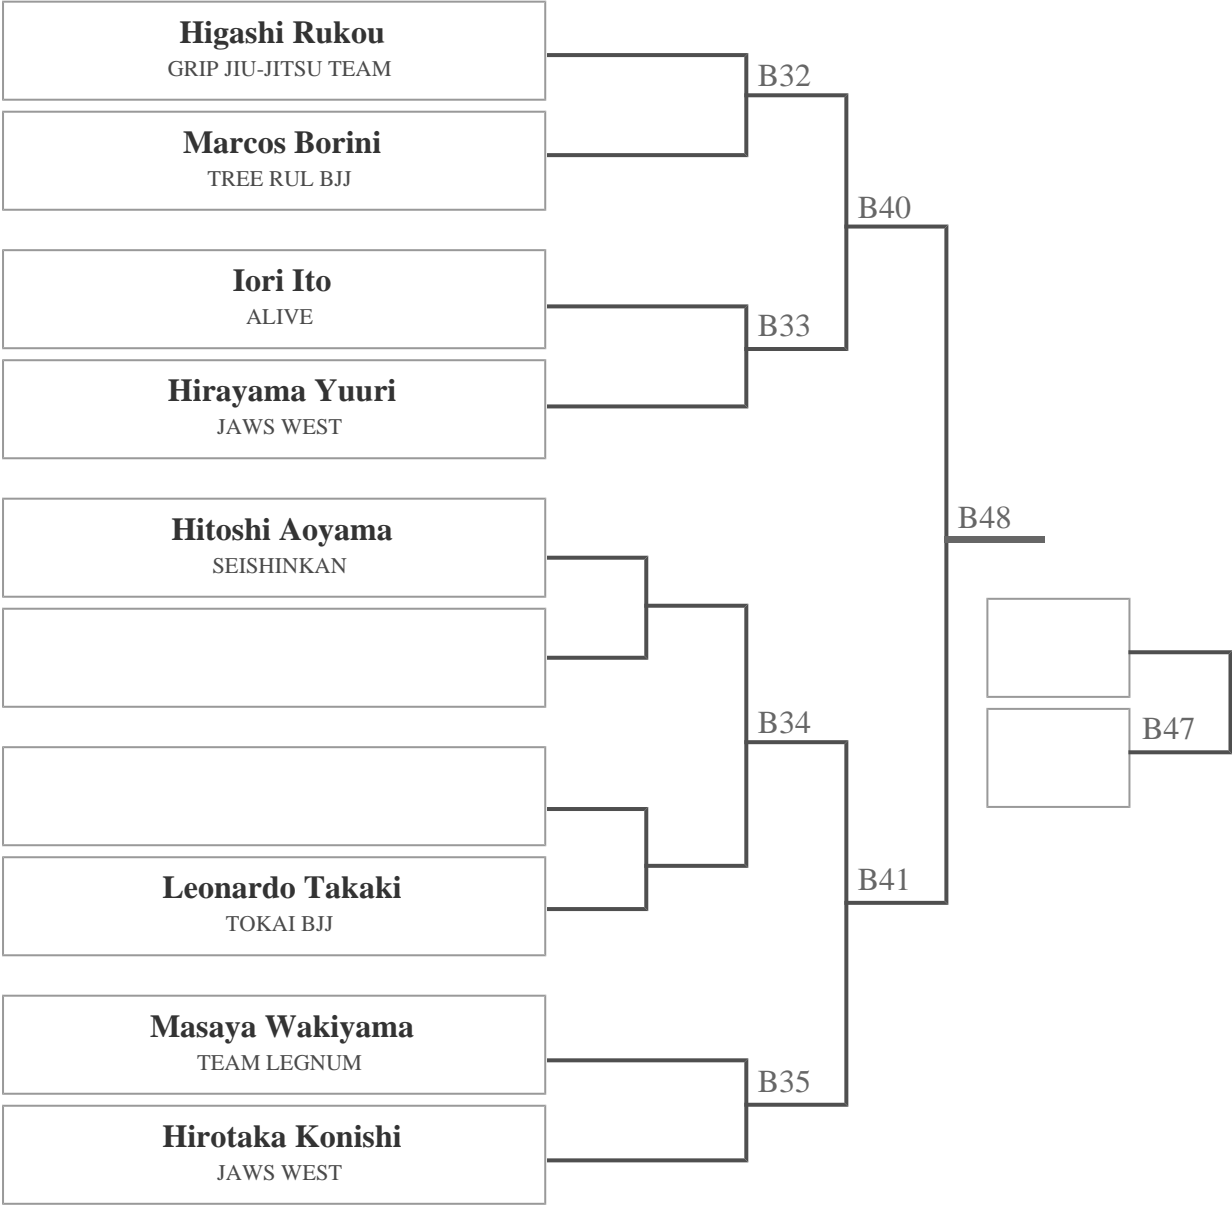 Higashi Rukou
GRIP JIU-JITSU TEAM
B32
Marcos Borini
TREE RUL BJJ
B40
Iori Ito
ALIVE
B33
Hirayama Yuuri
JAWS WEST
Hitoshi Aoyama
SEISHINKAN
B48
B34
B47
Leonardo Takaki
TOKAI BJJ
B41
Masaya Wakiyama
TEAM LEGNUM
B35
Hirotaka Konishi
JAWS WEST